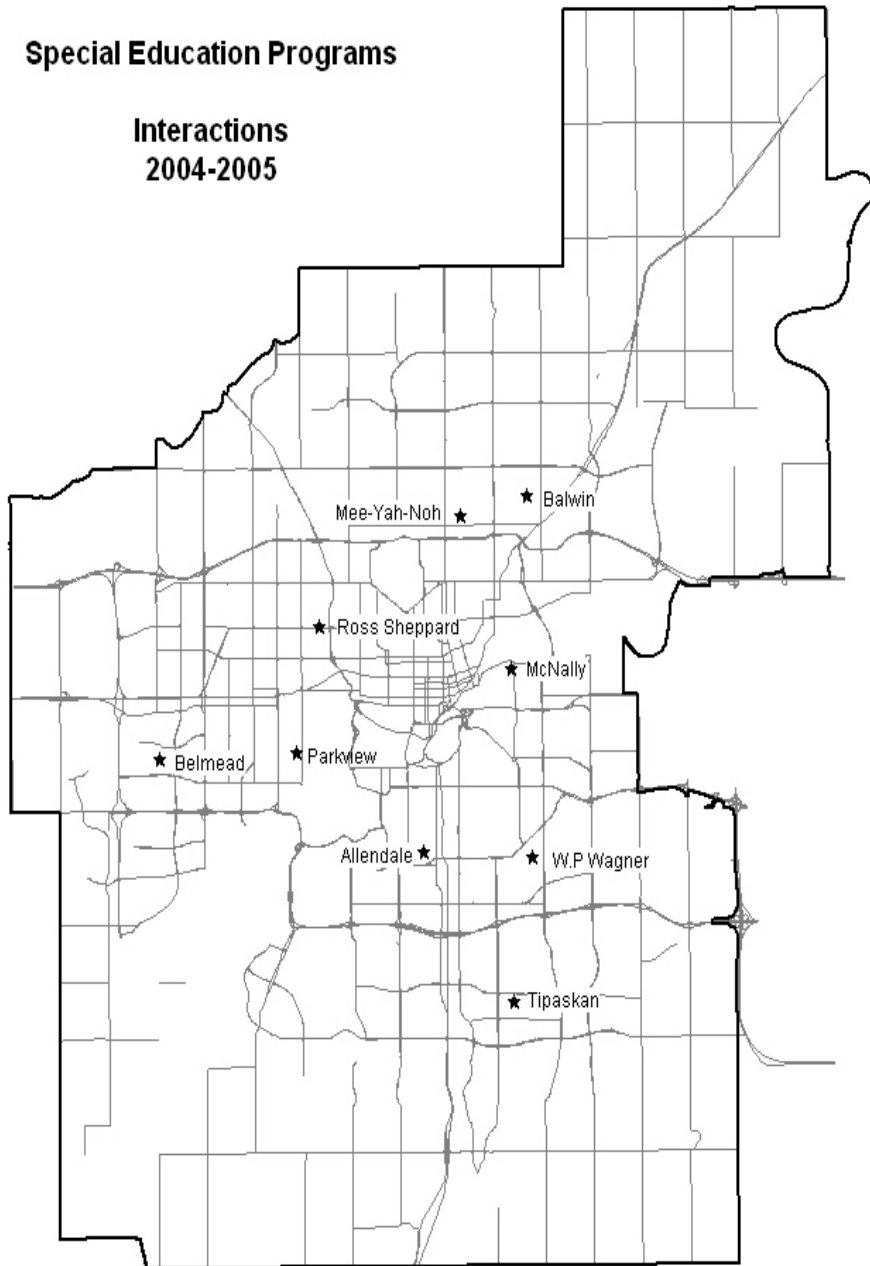 Special Education Programs
Interactions
2004-2005
Balwin
Mee-Yah-Noh
Ross Sheppard
McNally
Parkview
Belmead
Allendale
W.P Wagner
Tipaskan